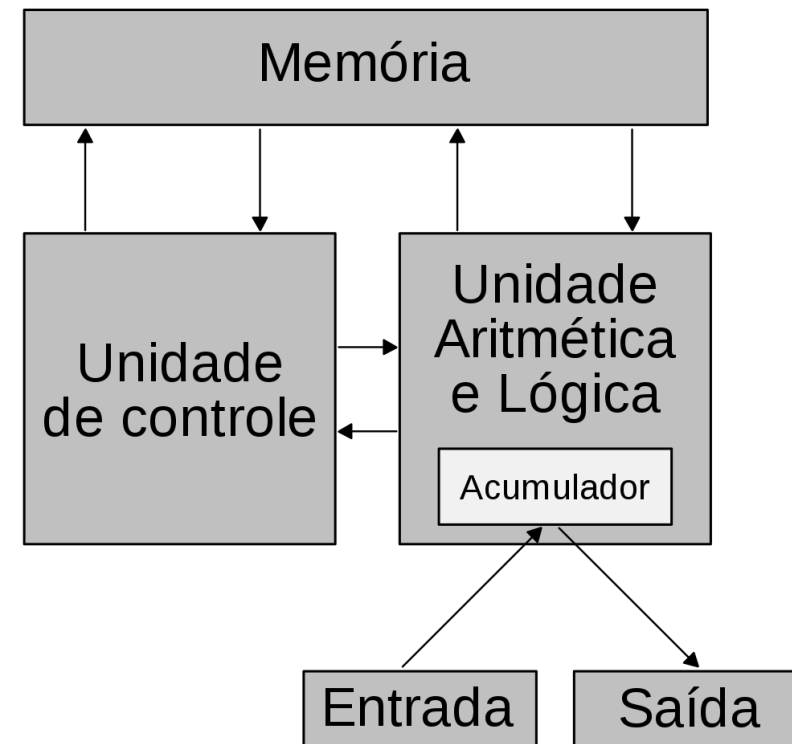 Memória
Unidade
de controle
Unidade
Aritmética
e Lógica
Acumulador
Entrada
Saída